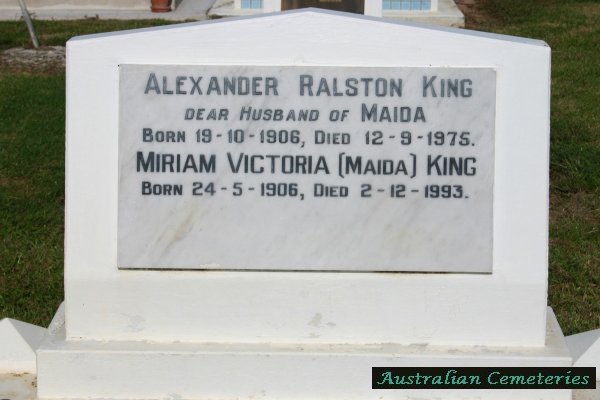 Alexander Ralston King
Dear Husband of Maida
Born 19-10-1906, Died 12-9-1975.
Miriam Victoria (Maida) King
Born 24-5-1906, Died 2-12-1993.
Australian Cemeteries